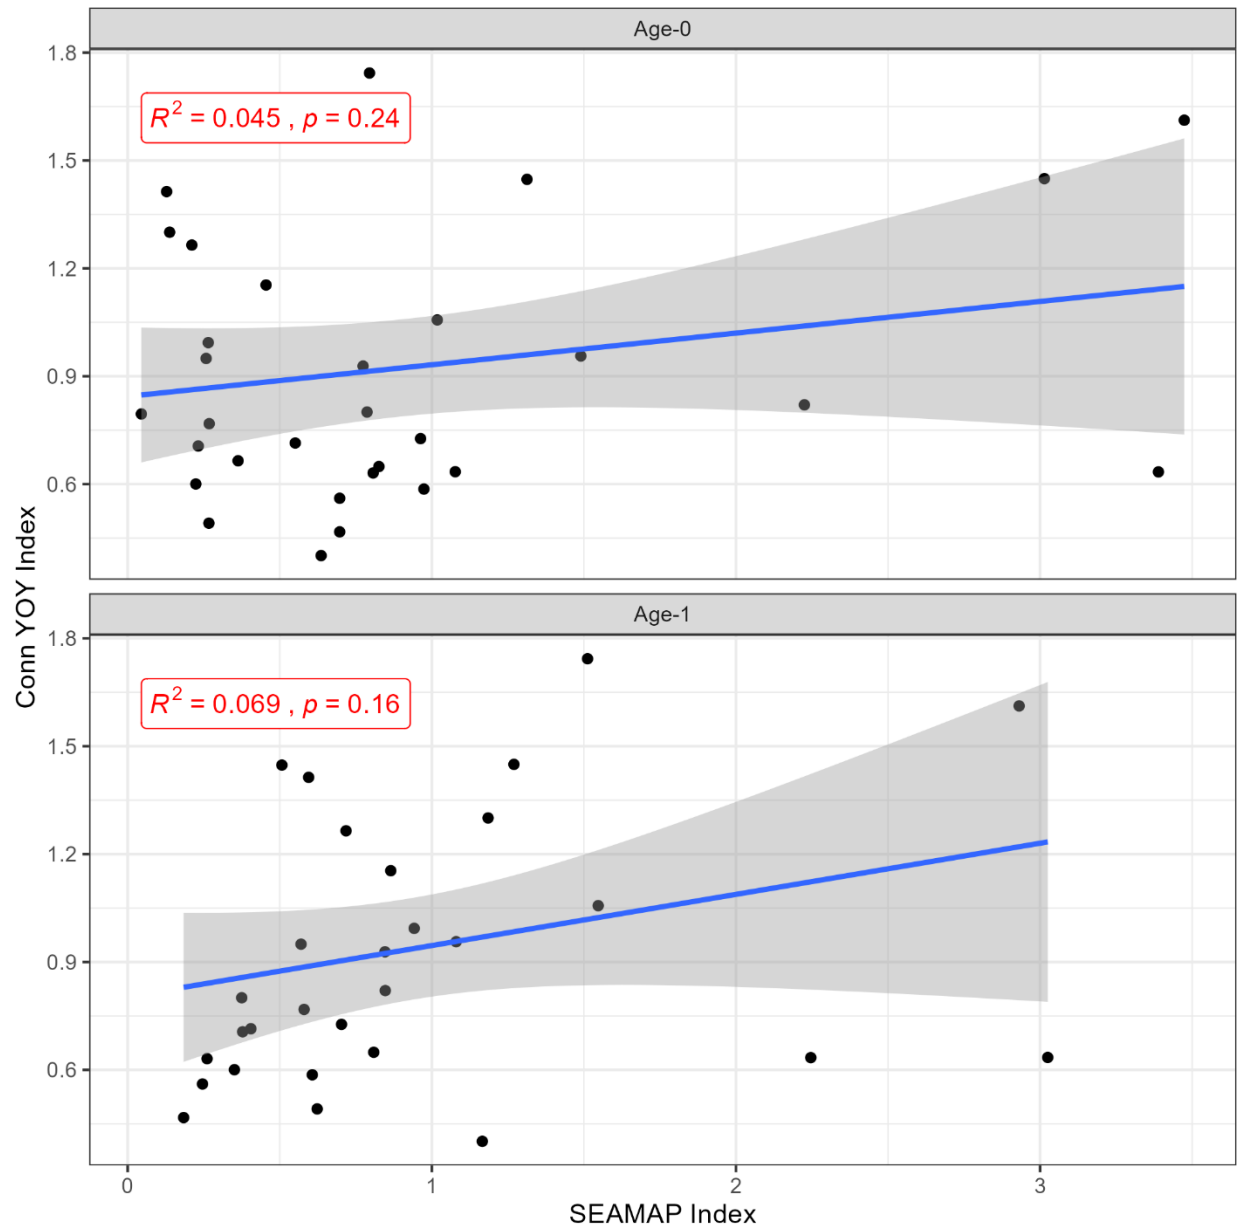 Age-0
1.8
R² = 0.045 , p = 0.24
1.5
1.2
0.9
0.6
Conn YOY Index
Age-1
1.8
R² = 0.069 , p = 0.16
1.5
1.2
0.9
0.6
0 1 2 3
SEAMAP Index